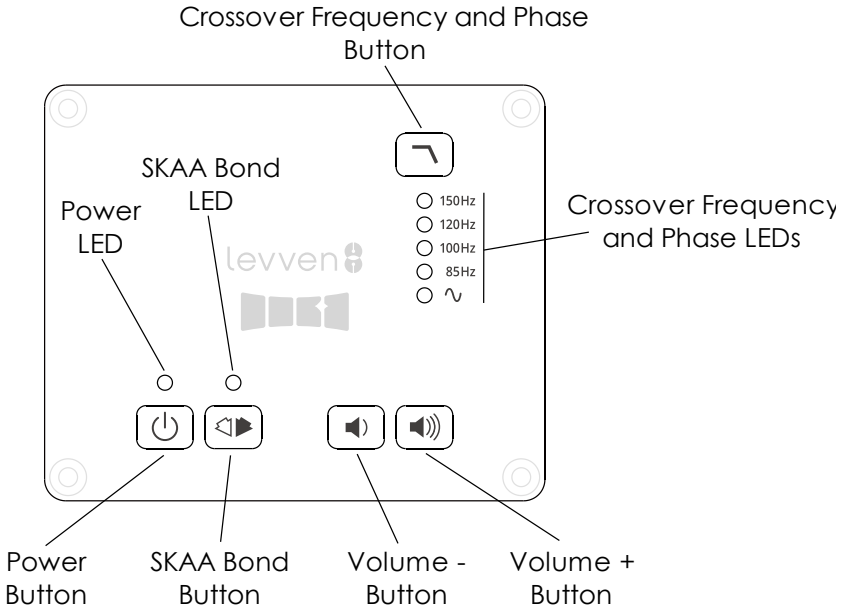 Crossover Frequency and Phase
Button
SKAA Bond
LED
Power
LED
150Hz
120Hz
100Hz
85Hz
Crossover Frequency
and Phase LEDs
levven
Power
Button
SKAA Bond
Button
Volume -
Button
Volume +
Button